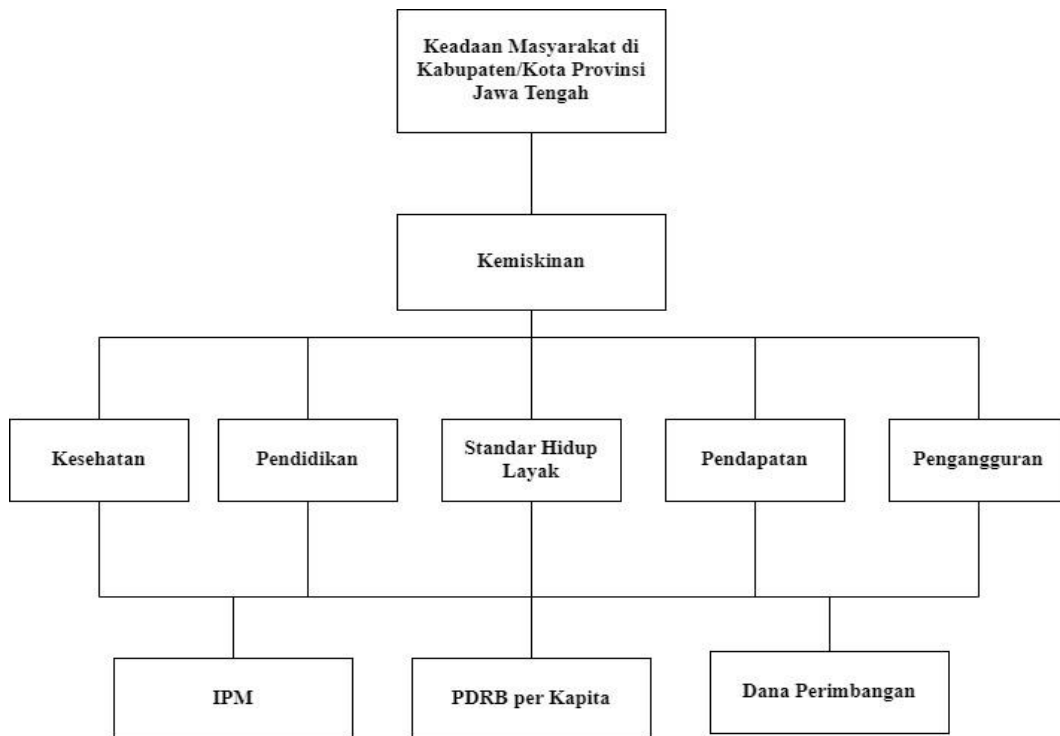 Keadaan Masyarakat di
Kabupaten/Kota Provinsi
Jawa Tengah
Kemiskinan
Kesehatan
Pendidikan
Standar Hidup
Layak
Pendapatan
Pengangguran
IPM
PDRB per Kapita
Dana Perimbangan